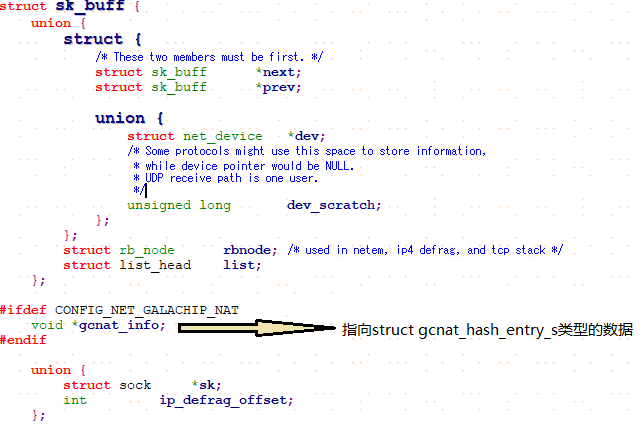 struct sk_buff {
union {
struct {
/* These two members must be first. */
struct sk_buff *next;
struct sk_buff *prev;
union {
struct net_device *dev;
/* Some protocols might use this space to store information,
* while device pointer would be NULL.
* UDP receive path is one user.
*/
unsigned long dev_scratch;
};
};
struct rb_node rbnode; /* used in netem, ip4 defrag, and tcp stack */
struct list_head list;
};
#ifdef CONFIG_NET_GALACHIP_NAT
void *gcnat_info; 指向struct gcnat_hash_entry_s类型的数据
#endif
union {
struct sock *sk;
int ip_defrag_offset;
};